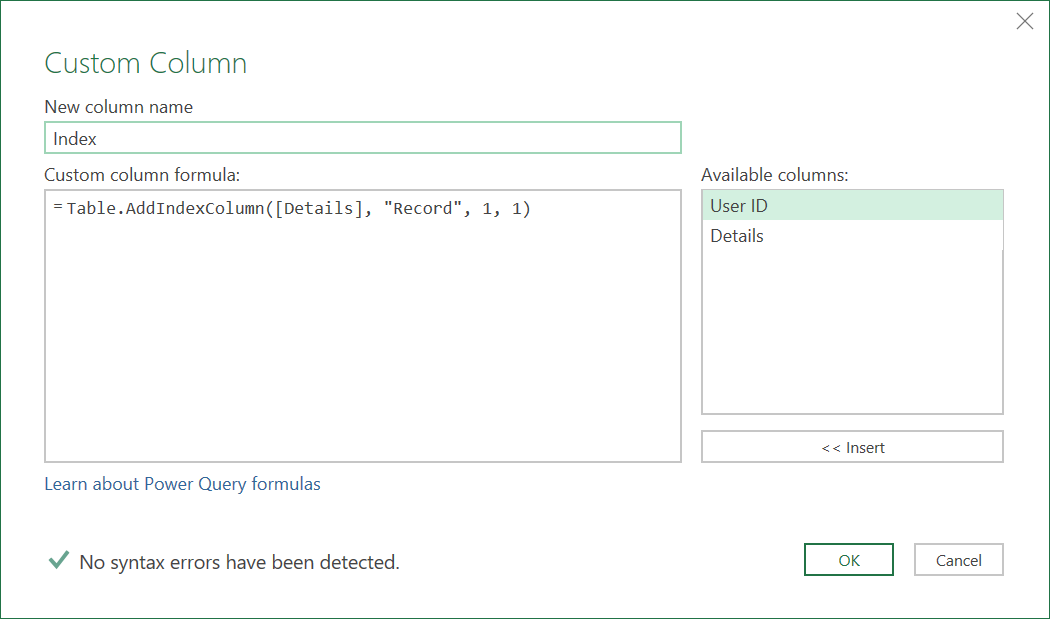 Custom Column
New column name
Index
Custom column formula:
= Table.AddIndexColumn([Details], "Record", 1, 1)
Available columns:
User ID
Details
<< Insert
Learn about Power Query formulas
No syntax errors have been detected.
OK
Cancel